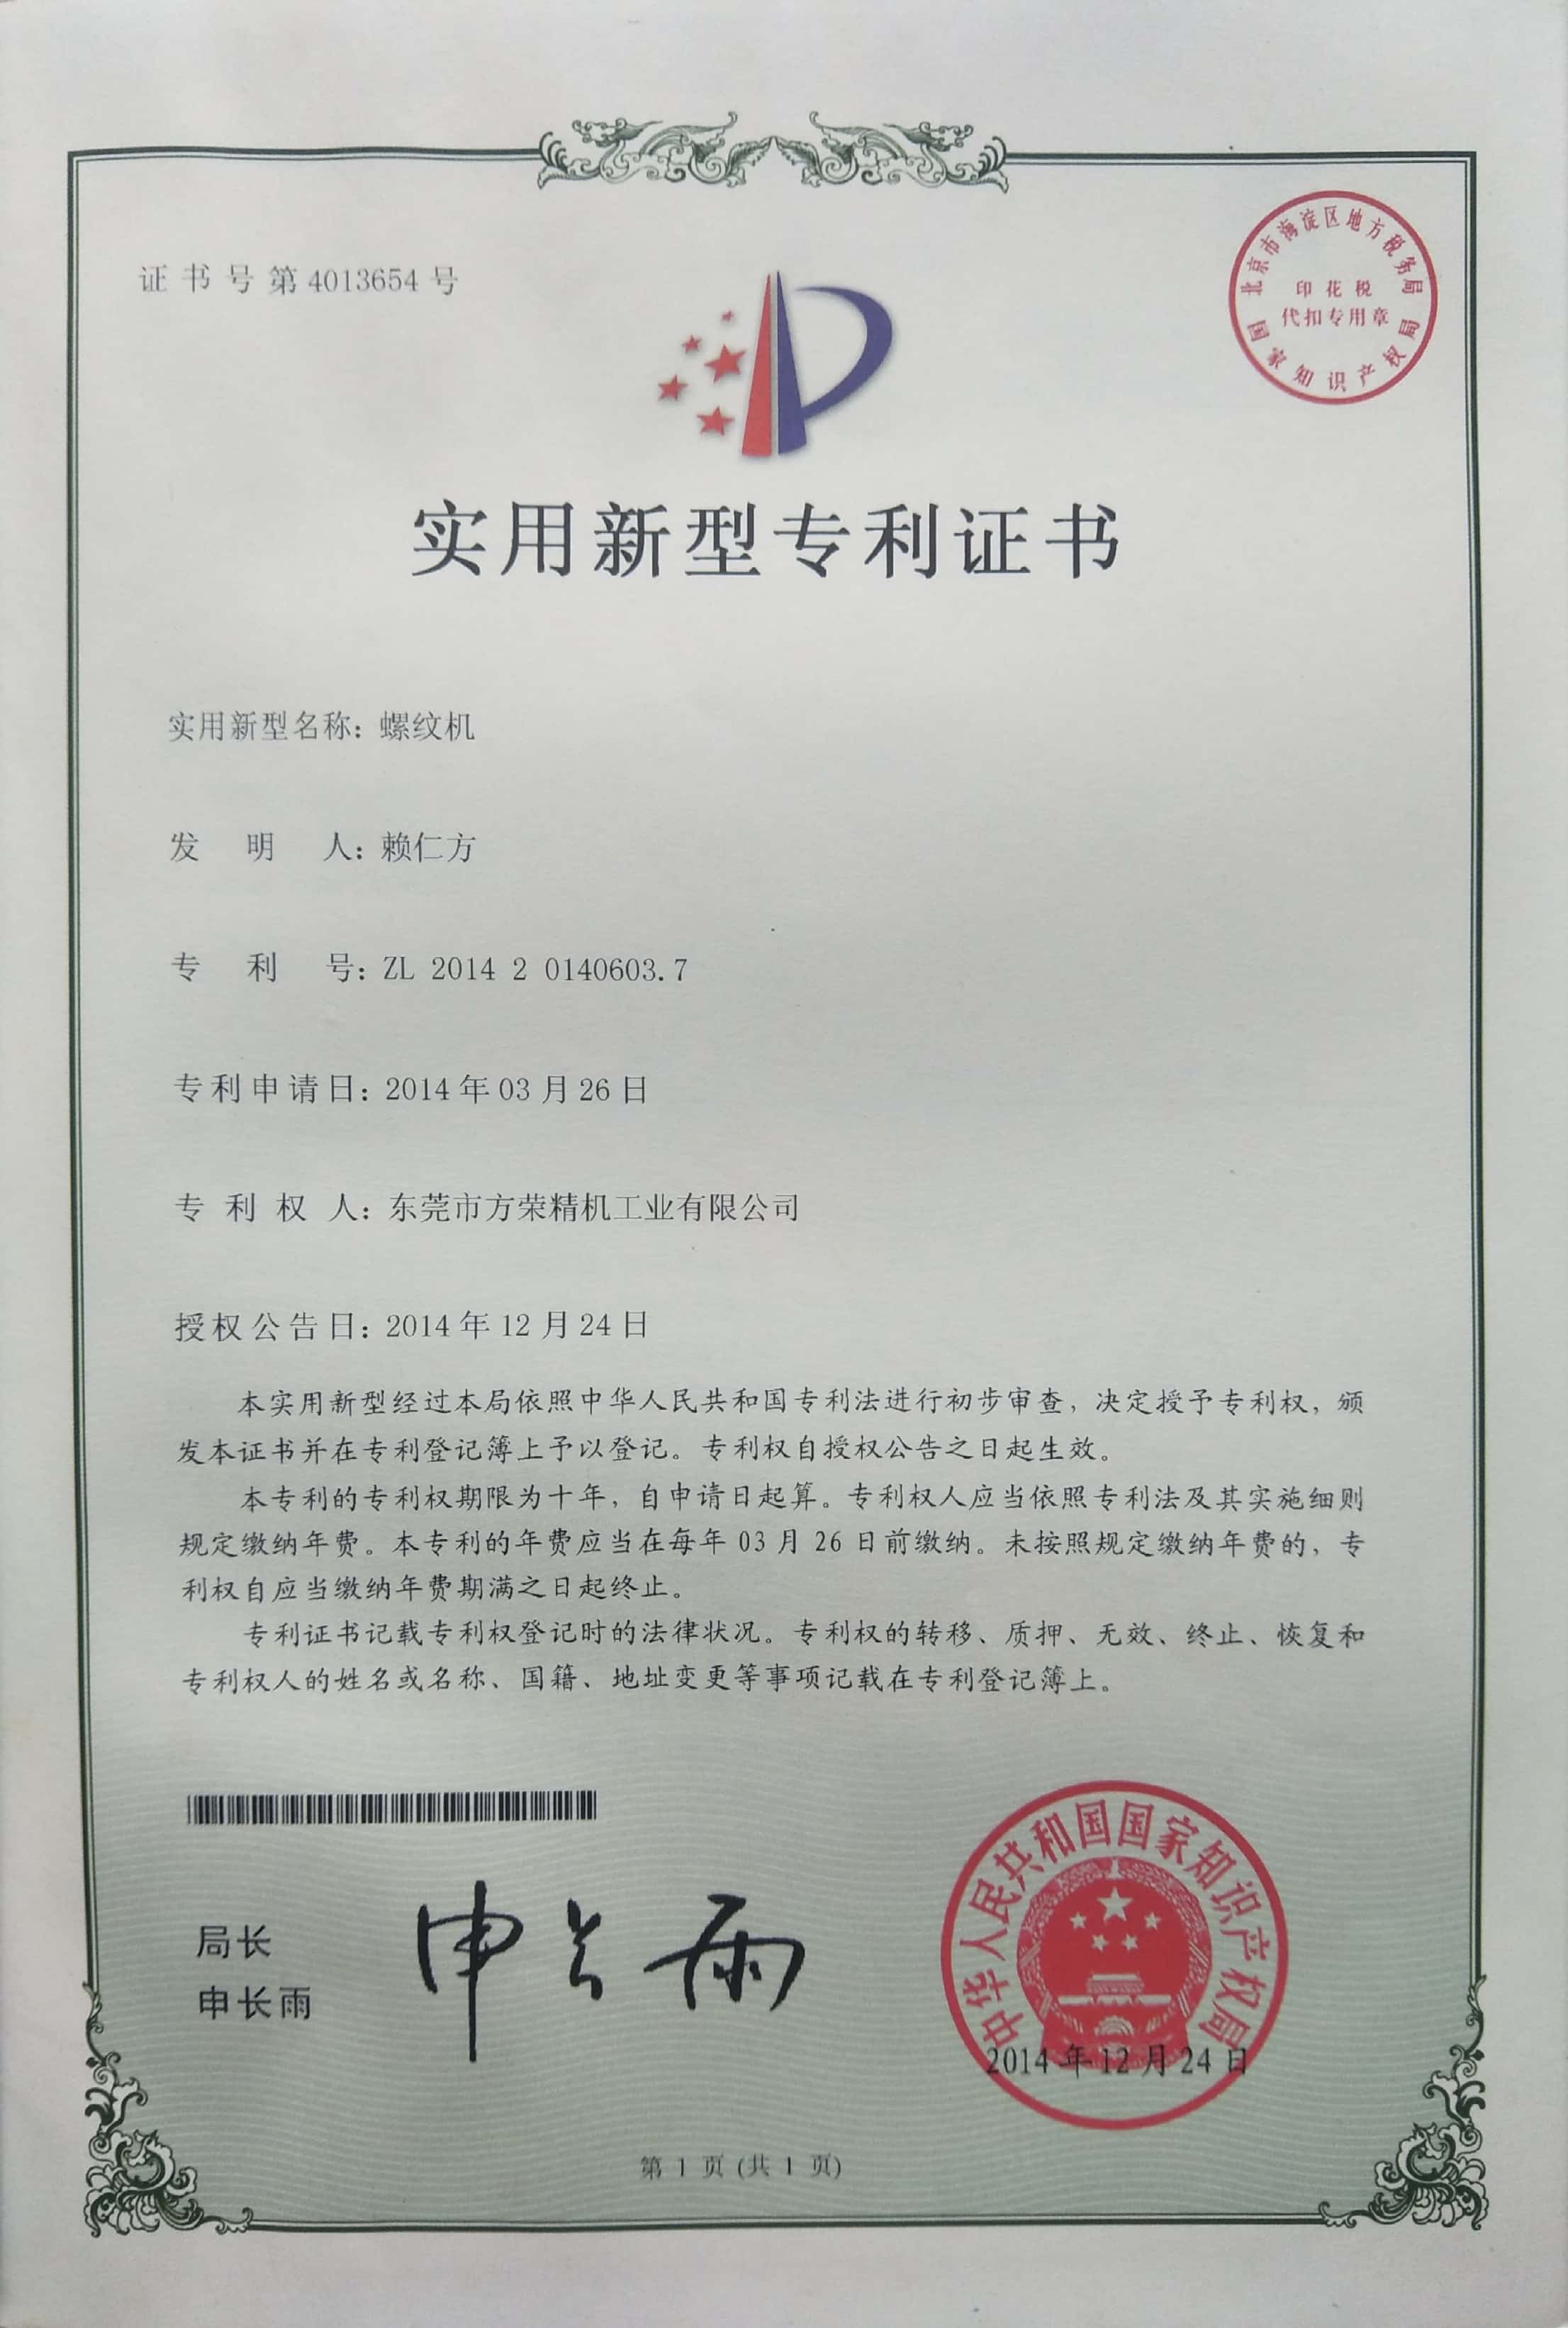 证书号第4013654号
北京市海淀区地方税务局
印花税
代扣专用章
国家知识产权局
实用新型专利证书
实用新型名称：螺纹机
发明人：赖仁方
专利号：ZL 2014 2 0140603.7
专利申请日：2014年03月26日
专利权人：东莞市方荣精机工业有限公司
授权公告日：2014年12月24日
本实用新型经过本局依照中华人民共和国专利法进行初步审查，决定授予专利权，颁
发本证书并在专利登记簿上予以登记。专利权自授权公告之日起生效。
本专利的专利权期限为十年，自申请日起算。专利权人应当依照专利法及其实施细则
规定缴纳年费。本专利的年费应当在每年03月26日前缴纳。未按照规定缴纳年费的，专
利权自应当缴纳年费期满之日起终止。
专利证书记载专利权登记时的法律状况。专利权的转移、质押、无效、终止、恢复和
专利权人的姓名或名称、国籍、地址变更等事项记载在专利登记簿上。
局长
申长雨
申长雨
中华人民共和国国家知识产权局
2014年12月24日
第1页(共1页)